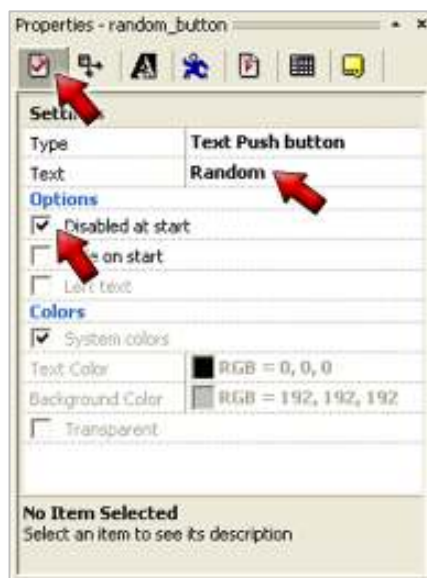 Properties - random_button
Type Text Push button
Text Random
Options
Disabled at start
on start
Left text
Colors
System colors
Text Color RGB = 0, 0, 0
Background Color RGB = 192, 192, 192
Transparent
No Item Selected
Select an item to see its description